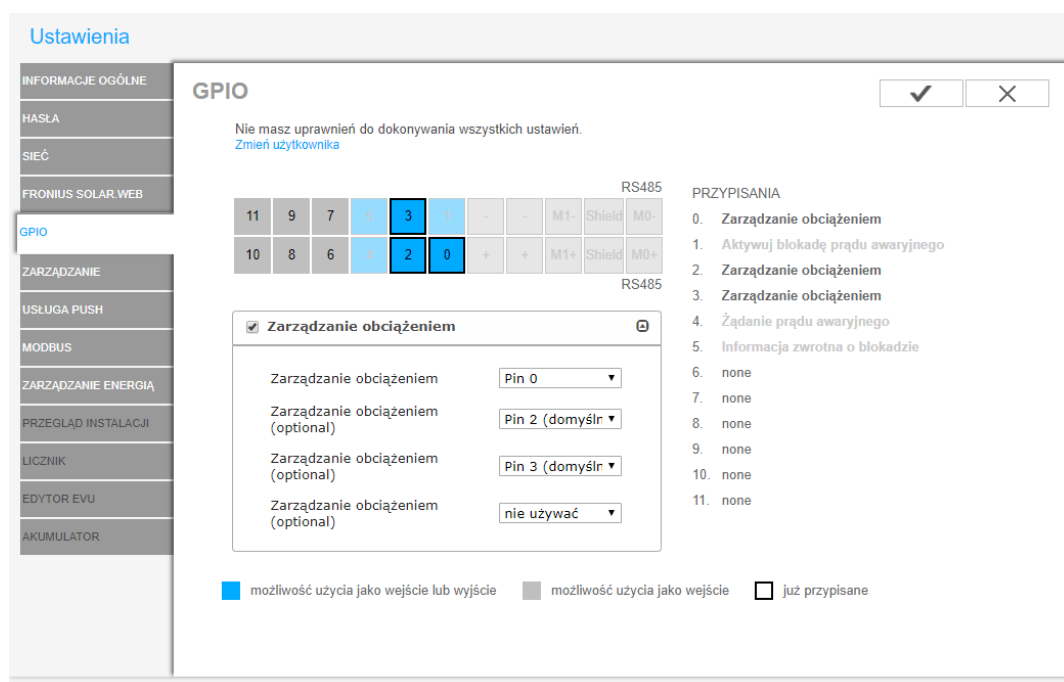 Ustawienia
INFORMACJE OGÓLNE
HASŁA
SIEĆ
FRONIUS SOLAR.WEB
GPIO
ZARZĄDZANIE
USŁUGA PUSH
MODBUS
ZARZĄDZANIE ENERGIĄ
PRZEGLĄD INSTALACJI
LICZNIK
EDYTOR EVU
AKUMULATOR
GPIO
Nie masz uprawnień do dokonywania wszystkich ustawień.
Zmień użytkownika
RS485
11 9 7 3 - - M1- Shield M0-
10 8 6 2 0 + + M1+ Shield M0+
RS485
Zarządzanie obciążeniem
Zarządzanie obciążeniem Pin 0
Zarządzanie obciążeniem
(optional) Pin 2 (domyśln
Zarządzanie obciążeniem
(optional) Pin 3 (domyśln
Zarządzanie obciążeniem
(optional) nie używać
PRZYPISANIA
0. Zarządzanie obciążeniem
1. Aktywuj blokadę prądu awaryjnego
2. Zarządzanie obciążeniem
3. Zarządzanie obciążeniem
4. Żądanie prądu awaryjnego
5. Informacja zwrotna o blokadzie
6. none
7. none
8. none
9. none
10. none
11. none
możliwość użycia jako wejście lub wyjście
możliwość użycia jako wejście
już przypisane